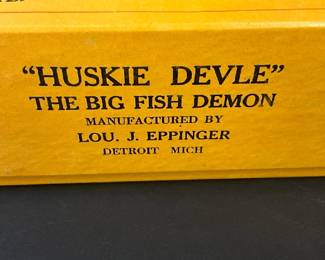 "HUSKIE DEVLE"
THE BIG FISH DEMON
MANUFACTURED BY
LOU. J. EPPINGER
DETROIT MICH